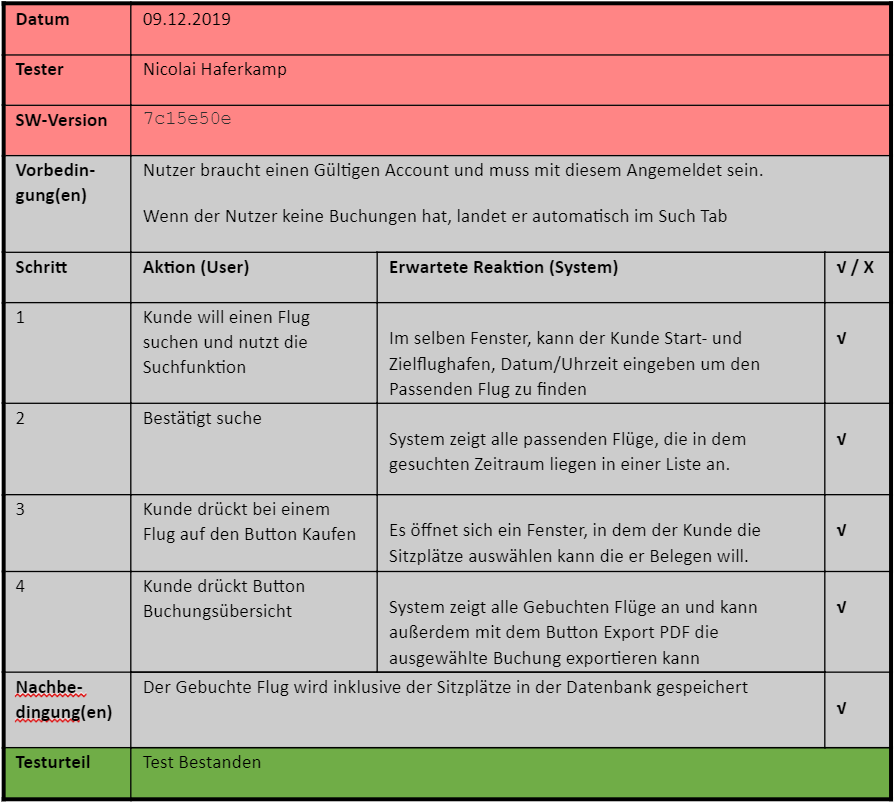 Datum 09.12.2019
Tester Nicolai Haferkamp
SW-Version 7c15e50e
Vorbedin-
gung(en)
Nutzer braucht einen Gültigen Account und muss mit diesem Angemeldet sein.
Wenn der Nutzer keine Buchungen hat, landet er automatisch im Such Tab
Schritt Aktion (User) Erwartete Reaktion (System) √ / X
1
Kunde will einen Flug
suchen und nutzt die
Suchfunktion
Im selben Fenster, kann der Kunde Start- und
Zielflughafen, Datum/Uhrzeit eingeben um den
Passenden Flug zu finden
√
2
Bestätigt suche
System zeigt alle passenden Flüge, die in dem
gesuchten Zeitraum liegen in einer Liste an.
√
3
Kunde drückt bei einem
Flug auf den Button Kaufen
Es öffnet sich ein Fenster, in dem der Kunde die
Sitzplätze auswählen kann die er Belegen will.
√
4
Kunde drückt Button
Buchungsübersicht
System zeigt alle Gebuchten Flüge an und kann
außerdem mit dem Button Export PDF die
ausgewählte Buchung exportieren kann
√
Nachbe-
dingung(en)
Der Gebuchte Flug wird inklusive der Sitzplätze in der Datenbank gespeichert
√
Testurteil Test Bestanden